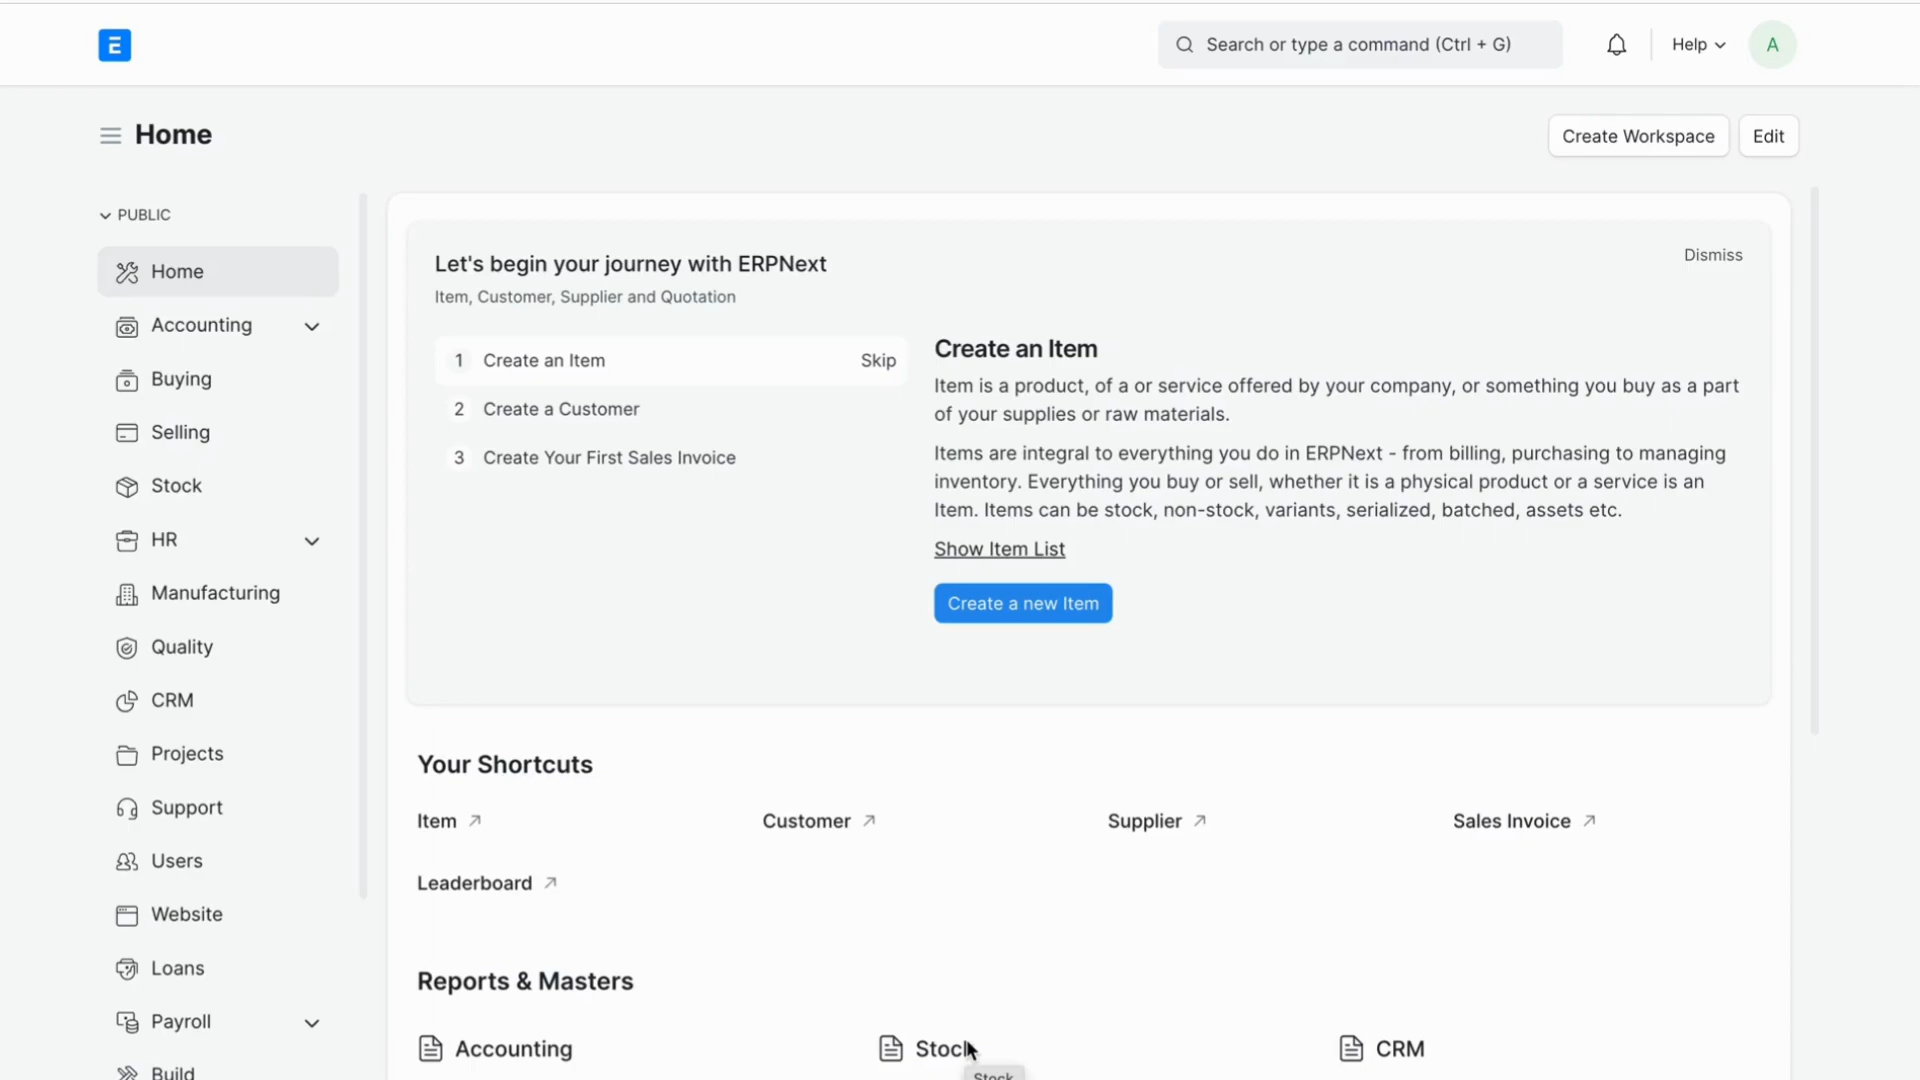 E
Search or type a command (Ctrl + G)
Help
A
Home
Create Workspace
Edit
PUBLIC
Home
Accounting
Buying
Selling
Stock
HR
Manufacturing
Quality
CRM
Projects
Support
Users
Website
Loans
Payroll
Build
Let's begin your journey with ERPNext
Dismiss
Item, Customer, Supplier and Quotation
1 Create an Item Skip
2 Create a Customer
3 Create Your First Sales Invoice
Create an Item
Item is a product, of a or service offered by your company, or something you buy as a part
of your supplies or raw materials.
Items are integral to everything you do in ERPNext - from billing, purchasing to managing
inventory. Everything you buy or sell, whether it is a physical product or a service is an
Item. Items can be stock, non-stock, variants, serialized, batched, assets etc.
Show Item List
Create a new Item
Your Shortcuts
Item
Customer
Supplier
Sales Invoice
Leaderboard
Reports & Masters
Accounting
Stock
CRM
Stock